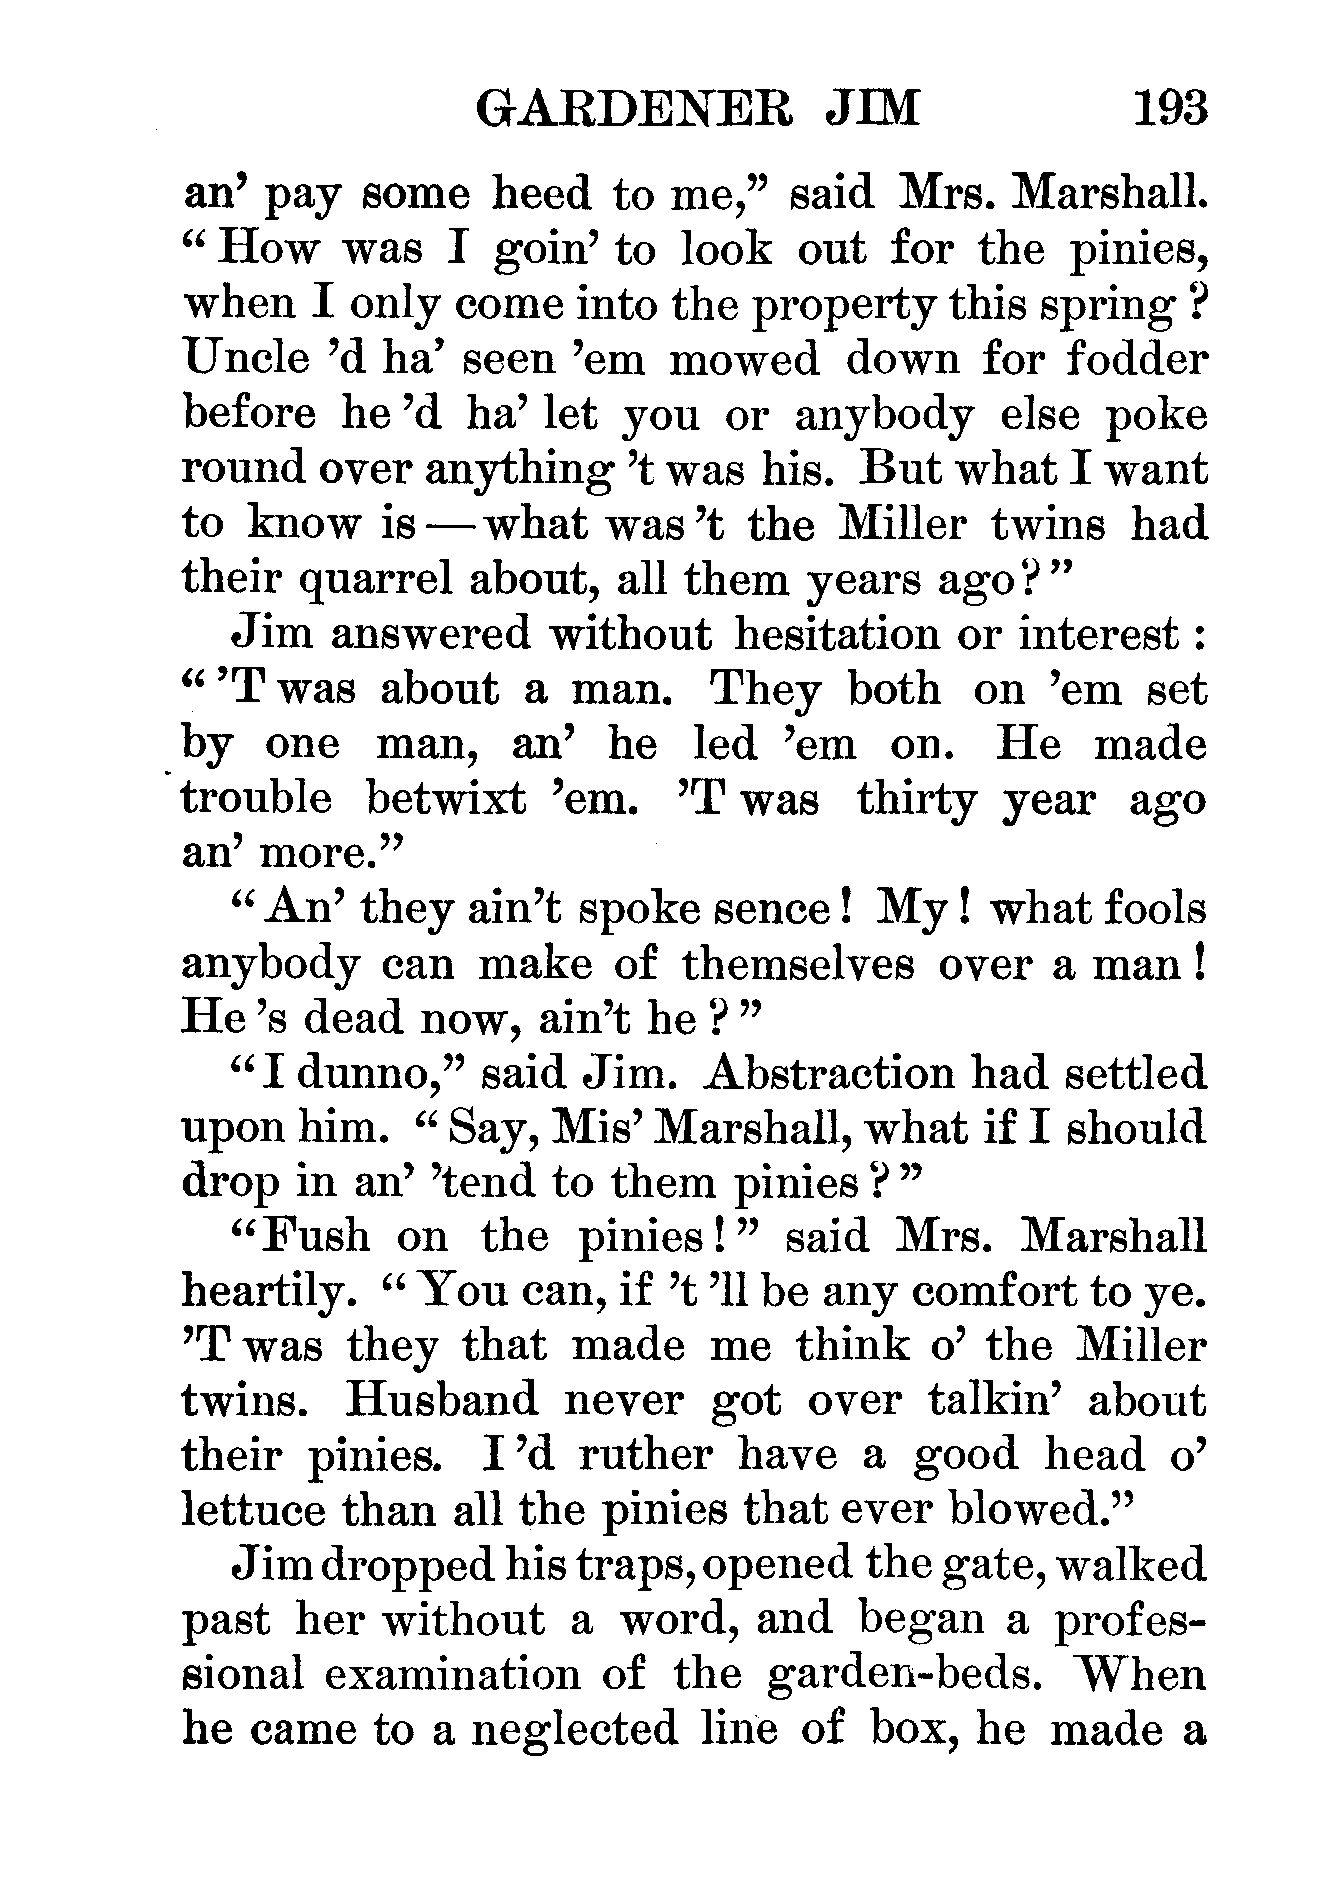 GARDENER JIM 193
an' pay some heed to me," said Mrs. Marshall.
"How was I goin' to look out for the pinies,
when I only come into the property this spring?
Uncle 'd ha' seen 'em mowed down for fodder
before he 'd ha' let you or anybody else poke
round over anything 't was his. But what I want
to know is—what was 't the Miller twins had
their quarrel about, all them years ago?"
Jim answered without hesitation or interest:
"'T was about a man. They both on 'em set
by one man, an' he led 'em on. He made
trouble betwixt 'em. 'T was thirty year ago
an' more."
"An' they ain't spoke sence! My! what fools
anybody can make of themselves over a man!
He 's dead now, ain't he?"
"I dunno," said Jim. Abstraction had settled
upon him. "Say, Mis' Marshall, what if I should
drop in an' 'tend to them pinies?"
"Fush on the pinies!" said Mrs. Marshall
heartily. "You can, if 't 'll be any comfort to ye.
'T was they that made me think o' the Miller
twins. Husband never got over talkin' about
their pinies. I 'd ruther have a good head o'
lettuce than all the pinies that ever blowed."
Jim dropped his traps, opened the gate, walked
past her without a word, and began a profes-
sional examination of the garden-beds. When
he came to a neglected line of box, he made a